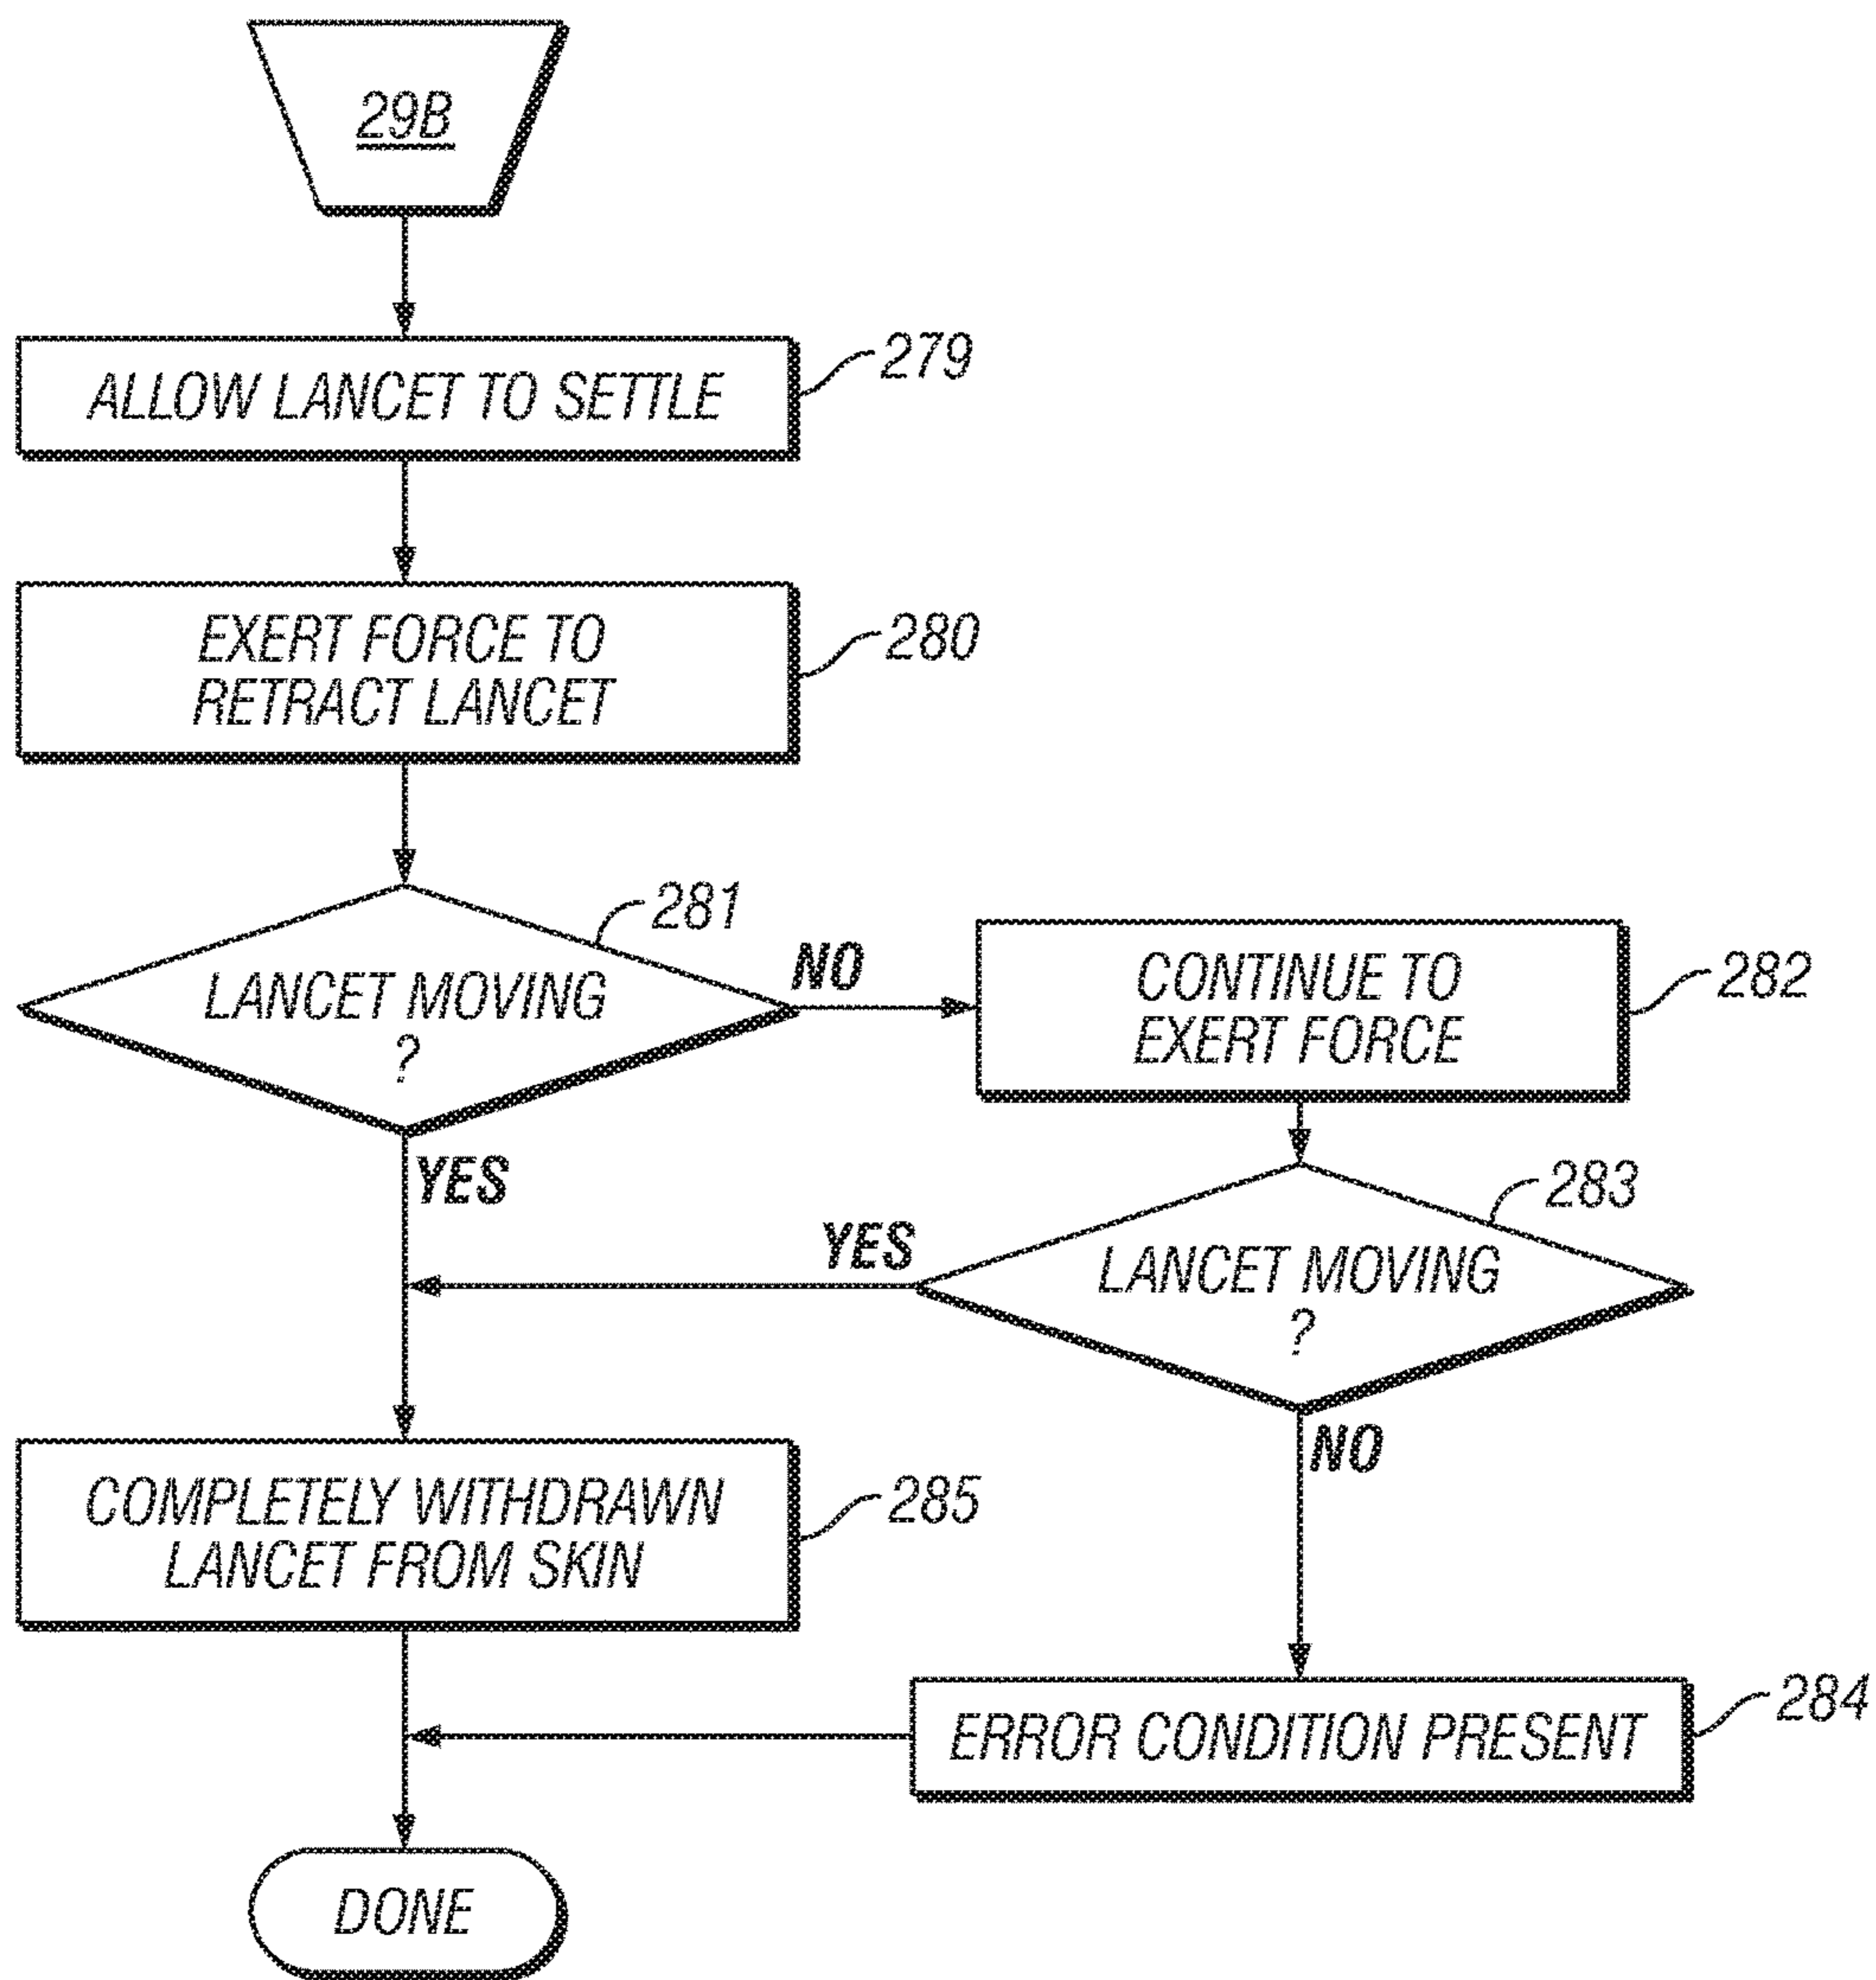 29B
ALLOW LANCET TO SETTLE
279
EXERT FORCE TO
RETRACT LANCET
280
LANCET MOVING
?
281
NO
YES
CONTINUE TO
EXERT FORCE
282
LANCET MOVING
?
283
YES
NO
COMPLETELY WITHDRAWN
LANCET FROM SKIN
285
ERROR CONDITION PRESENT
284
DONE